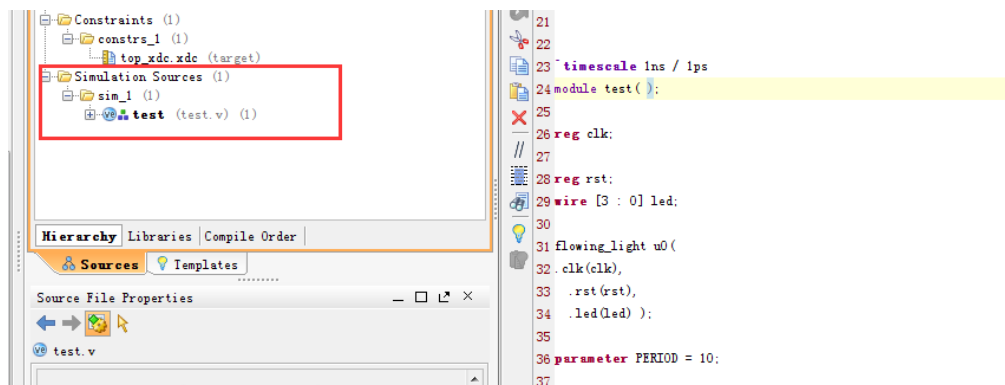 Constraints (1)
constrs_1 (1)
top_xdc.xdc (target)
Simulation Sources (1)
sim_1 (1)
test (test.v) (1)
Hierarchy Libraries Compile Order
Sources Templates
Source File Properties
test.v
21
22
23 `timescale 1ns / 1ps
24 module test( );
25
26 reg clk;
27
28 reg rst;
29 wire [3 : 0] led;
30
31 flowing_light u0(
32 .clk(clk),
33 .rst(rst),
34 .led(led) );
35
36 parameter PERIOD = 10;
37